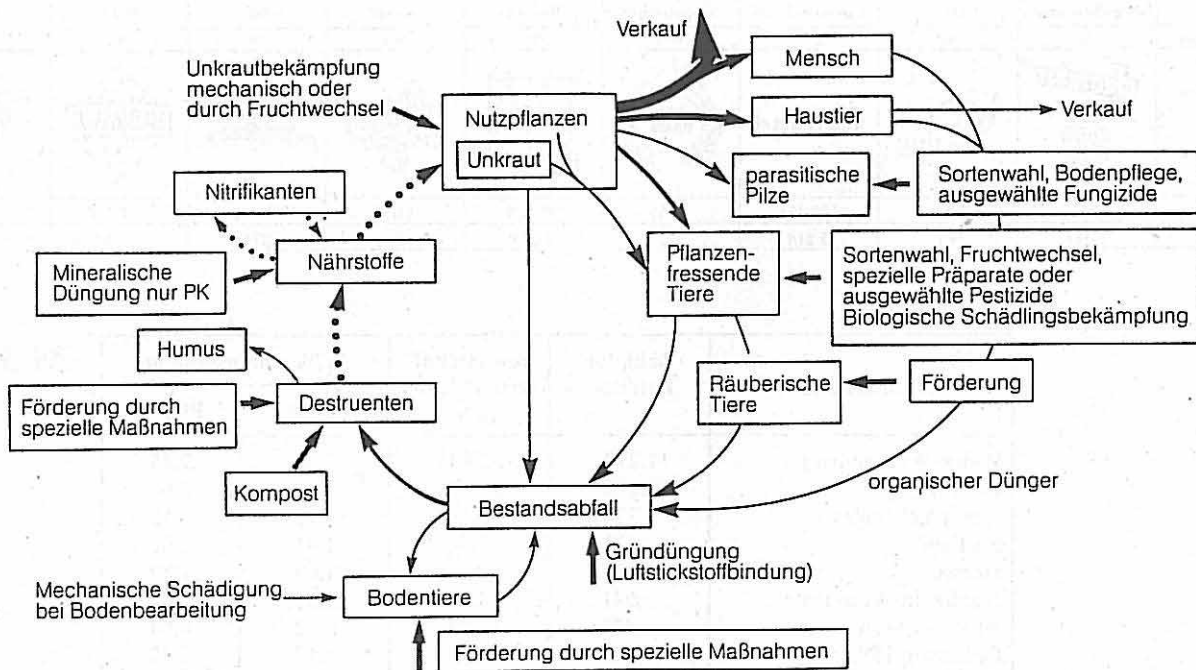 Verkauf
Mensch
Unkrautbekämpfung
mechanisch oder
durch Fruchtwechsel
Nutzpflanzen
Haustier
Verkauf
Unkraut
parasitische
Pilze
Sortenwahl, Bodenpflege,
ausgewählte Fungizide
Nitrifikanten
Nährstoffe
Mineralische
Düngung nur PK
Pflanzen-
fressende
Tiere
Sortenwahl, Fruchtwechsel,
spezielle Präparate oder
ausgewählte Pestizide
Biologische Schädlingsbekämpfung
Humus
Räuberische
Tiere
Förderung
Förderung durch
spezielle Maßnahmen
Destruenten
Kompost
Bestandsabfall
organischer Dünger
Gründüngung
(Luftstickstoffbindung)
Mechanische Schädigung
bei Bodenbearbeitung
Bodentiere
Förderung durch spezielle Maßnahmen